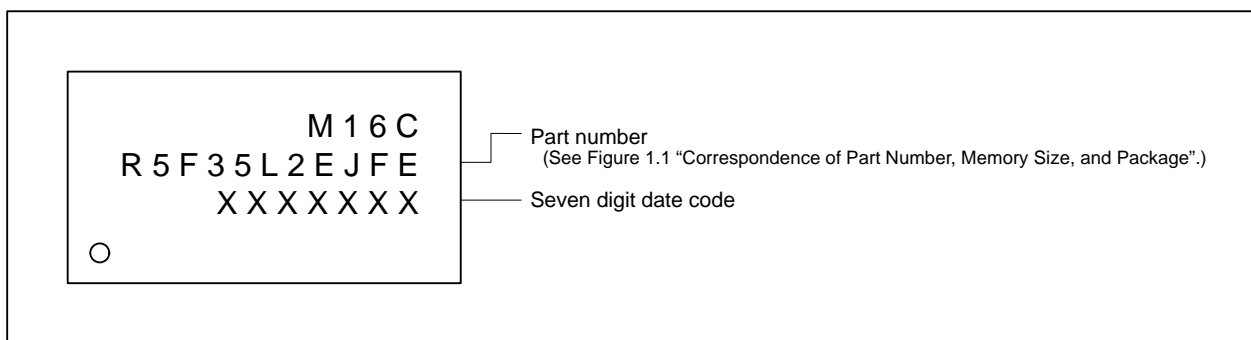 M16C
R5F35L2EJFE
XXXXXXX
Part number
(See Figure 1.1 “Correspondence of Part Number, Memory Size, and Package”.)
Seven digit date code